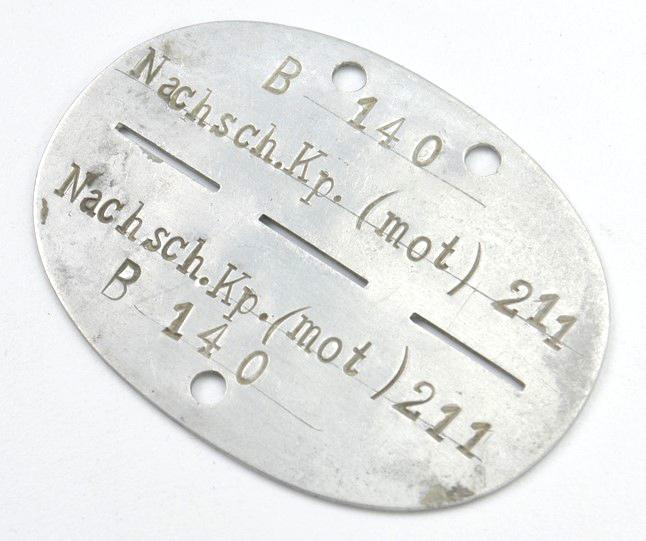 B 140
Nachsch.Kp. (mot) 211
Nachsch.Kp. (mot) 211
B 140